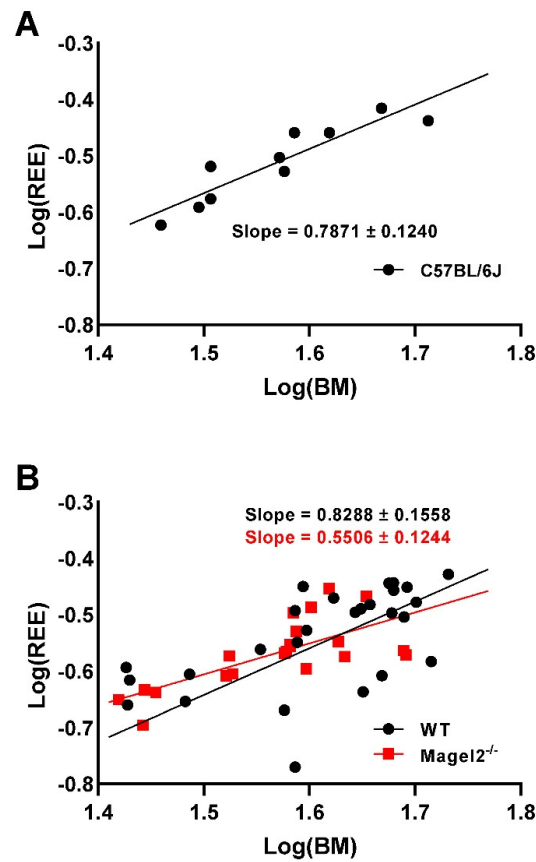 A
-0.3
-0.4
-0.5
-0.6
-0.7
-0.8
Log(REE)
Slope = 0.7871 ± 0.1240
C57BL/6J
1.4 1.5 1.6 1.7 1.8
Log(BM)
B
-0.3
-0.4
-0.5
-0.6
-0.7
-0.8
Log(REE)
Slope = 0.8288 ± 0.1558
Slope = 0.5506 ± 0.1244
WT
Magel2-/-
1.4 1.5 1.6 1.7 1.8
Log(BM)